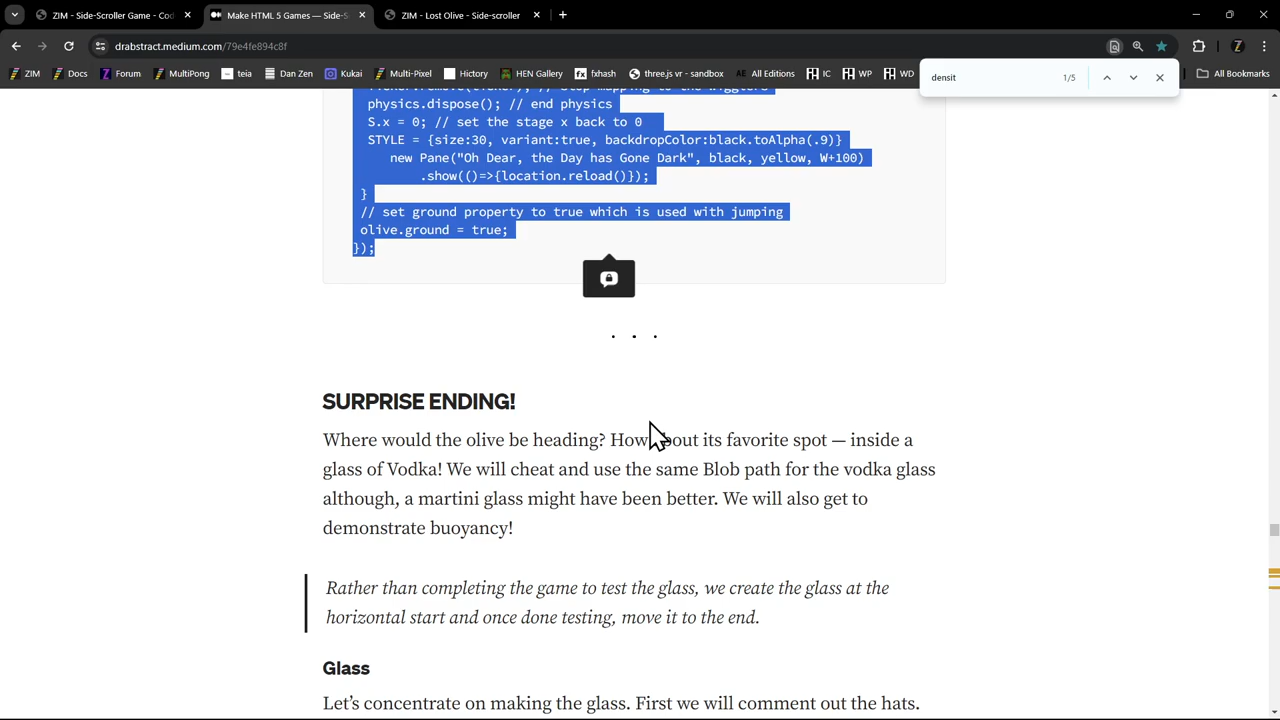 ZIM - Side-Scroller Game - Cod
Make HTML 5 Games — Side-S
ZIM - Lost Olive - Side-scroller
drabstract.medium.com/79e4fe894c8f
ZIM
Docs
Forum
MultiPong
teia
Dan Zen
Kukai
Multi-Pixel
Hictory
HEN Gallery
fxhash
three.js vr - sandbox
All Editions
IC
WP
WD
All Bookmarks
densit
1/5
physics.dispose(); // end physics
S.x = 0; // set the stage x back to 0
STYLE = {size:30, variant:true, backdropColor:black.toAlpha(.9)}
new Pane("Oh Dear, the Day has Gone Dark", black, yellow, W+100)
.show(()=>{location.reload()});
}
// set ground property to true which is used with jumping
olive.ground = true;
});
SURPRISE ENDING!
Where would the olive be heading? How about its favorite spot — inside a
glass of Vodka! We will cheat and use the same Blob path for the vodka glass
although, a martini glass might have been better. We will also get to
demonstrate buoyancy!
Rather than completing the game to test the glass, we create the glass at the
horizontal start and once done testing, move it to the end.
Glass
Let's concentrate on making the glass. First we will comment out the hats.